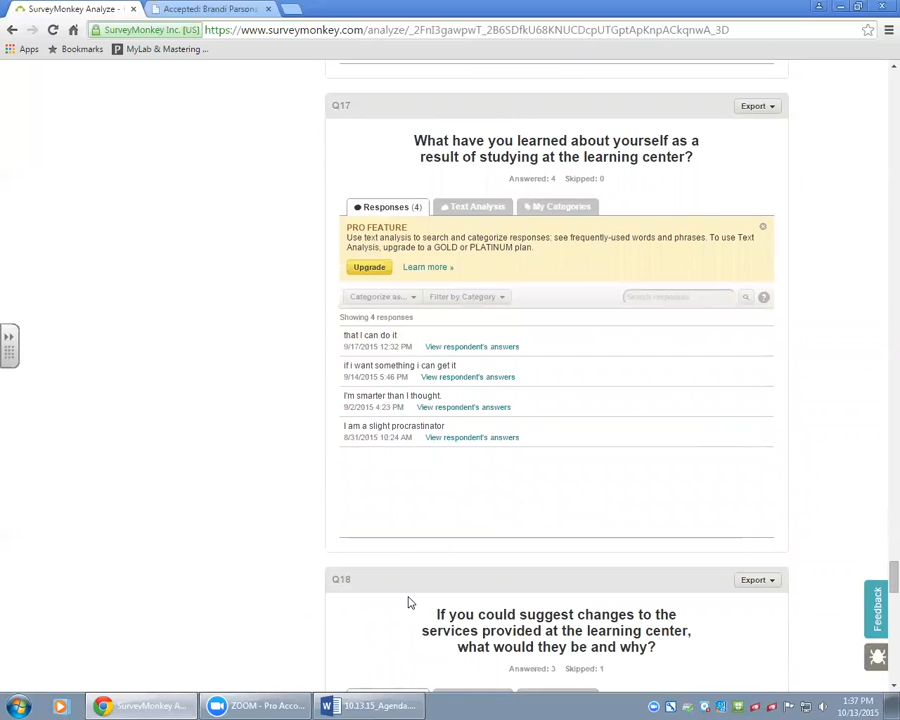 SurveyMonkey Analyze -
Accepted: Brandi Parson
SurveyMonkey Inc. [US]
https://www.surveymonkey.com/analyze/_2FnI3gawpwT_2B6SDfkU68KNUCDcpUTGptApKnpACkqnwA_3D
Apps
Bookmarks
MyLab & Mastering ...
Q17
Export
What have you learned about yourself as a
result of studying at the learning center?
Answered: 4 Skipped: 0
Responses (4)
Text Analysis
My Categories
PRO FEATURE
Use text analysis to search and categorize responses; see frequently-used words and phrases. To use Text
Analysis, upgrade to a GOLD or PLATINUM plan.
Upgrade
Learn more »
Categorize as...
Filter by Category
Search responses
?
Showing 4 responses
that I can do it
9/17/2015 12:32 PM View respondent's answers
if i want something i can get it
9/14/2015 5:46 PM View respondent's answers
I'm smarter than I thought.
9/2/2015 4:23 PM View respondent's answers
I am a slight procrastinator
8/31/2015 10:24 AM View respondent's answers
Q18
Export
If you could suggest changes to the
services provided at the learning center,
what would they be and why?
Answered: 3 Skipped: 1
Feedback
SurveyMonkey A...
ZOOM - Pro Acco...
10.13.15_Agenda....
1:37 PM
10/13/2015